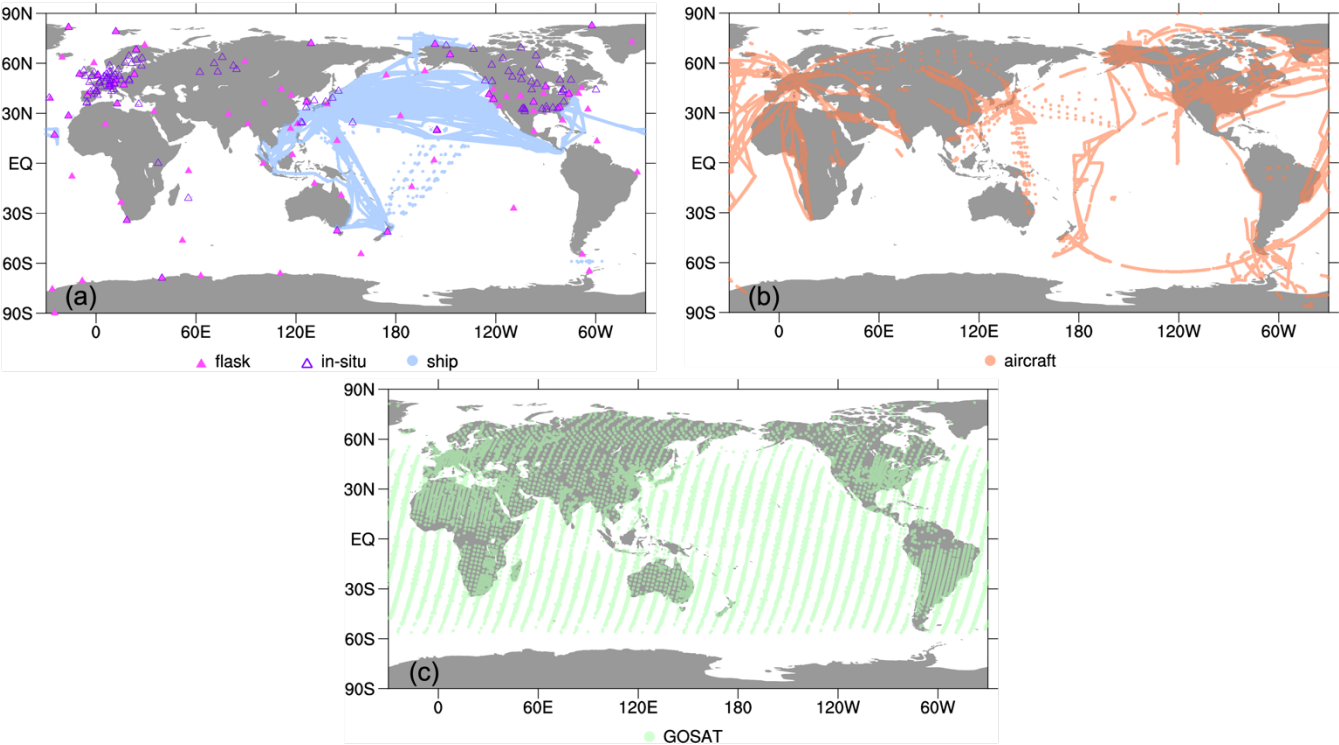 90N
60N
30N
EQ
30S
60S
90S
(a)
0 60E 120E 180 120W 60W
flask in-situ ship
90N
60N
30N
EQ
30S
60S
90S
(b)
0 60E 120E 180 120W 60W
aircraft
90N
60N
30N
EQ
30S
60S
90S
(c)
0 60E 120E 180 120W 60W
GOSAT